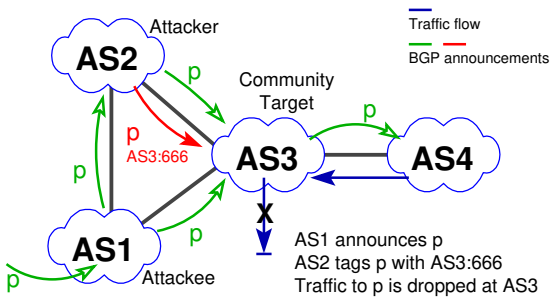 Attacker
Traffic flow
BGP announcements
AS2
p
Community
Target
p
p
AS3:666
p
AS3
AS4
p
X
AS1
p
Attackee
p
AS1 announces p
AS2 tags p with AS3:666
Traffic to p is dropped at AS3